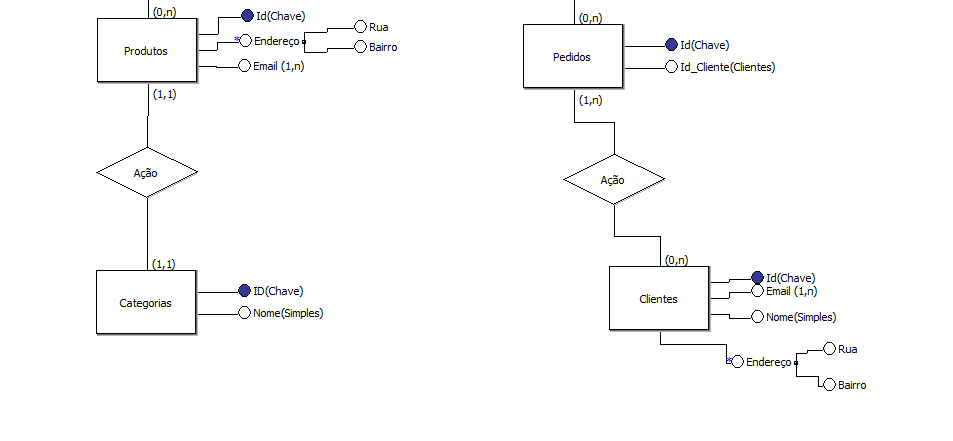 (0,n)
Id(Chave)
Produtos
Endereço
Rua
Bairro
Email (1,n)
(1,1)
Ação
(1,1)
Categorias
ID(Chave)
Nome(Simples)
(0,n)
Pedidos
Id(Chave)
Id_Cliente(Clientes)
(1,n)
Ação
(0,n)
Clientes
Id(Chave)
Email (1,n)
Nome(Simples)
Endereço
Rua
Bairro